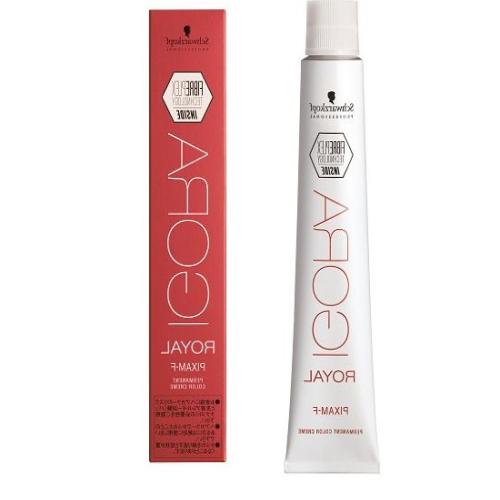 Schwarzkopf
PROFESSIONAL
FIBREPLEX
TECHNOLOGY
INSIDE
IGORA
ROYAL
PIXAM-F
PERMANENT
COLOR CREME
Schwarzkopf
PROFESSIONAL
FIBREPLEX
TECHNOLOGY
INSIDE
IGORA
ROYAL
PIXAM-F
PERMANENT COLOR CREME